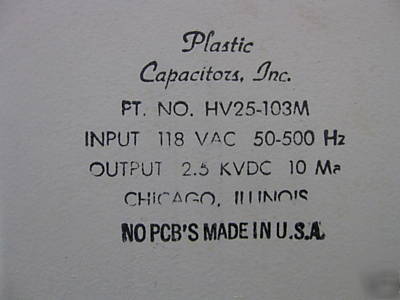 Plastic
Capacitors, Inc.
PT. NO. HV25-103M
INPUT 118 VAC 50-500 Hz
OUTPUT 2.5 KVDC 10 Ma
CHICAGO, ILLINOIS
NO PCB'S MADE IN U.S.A.